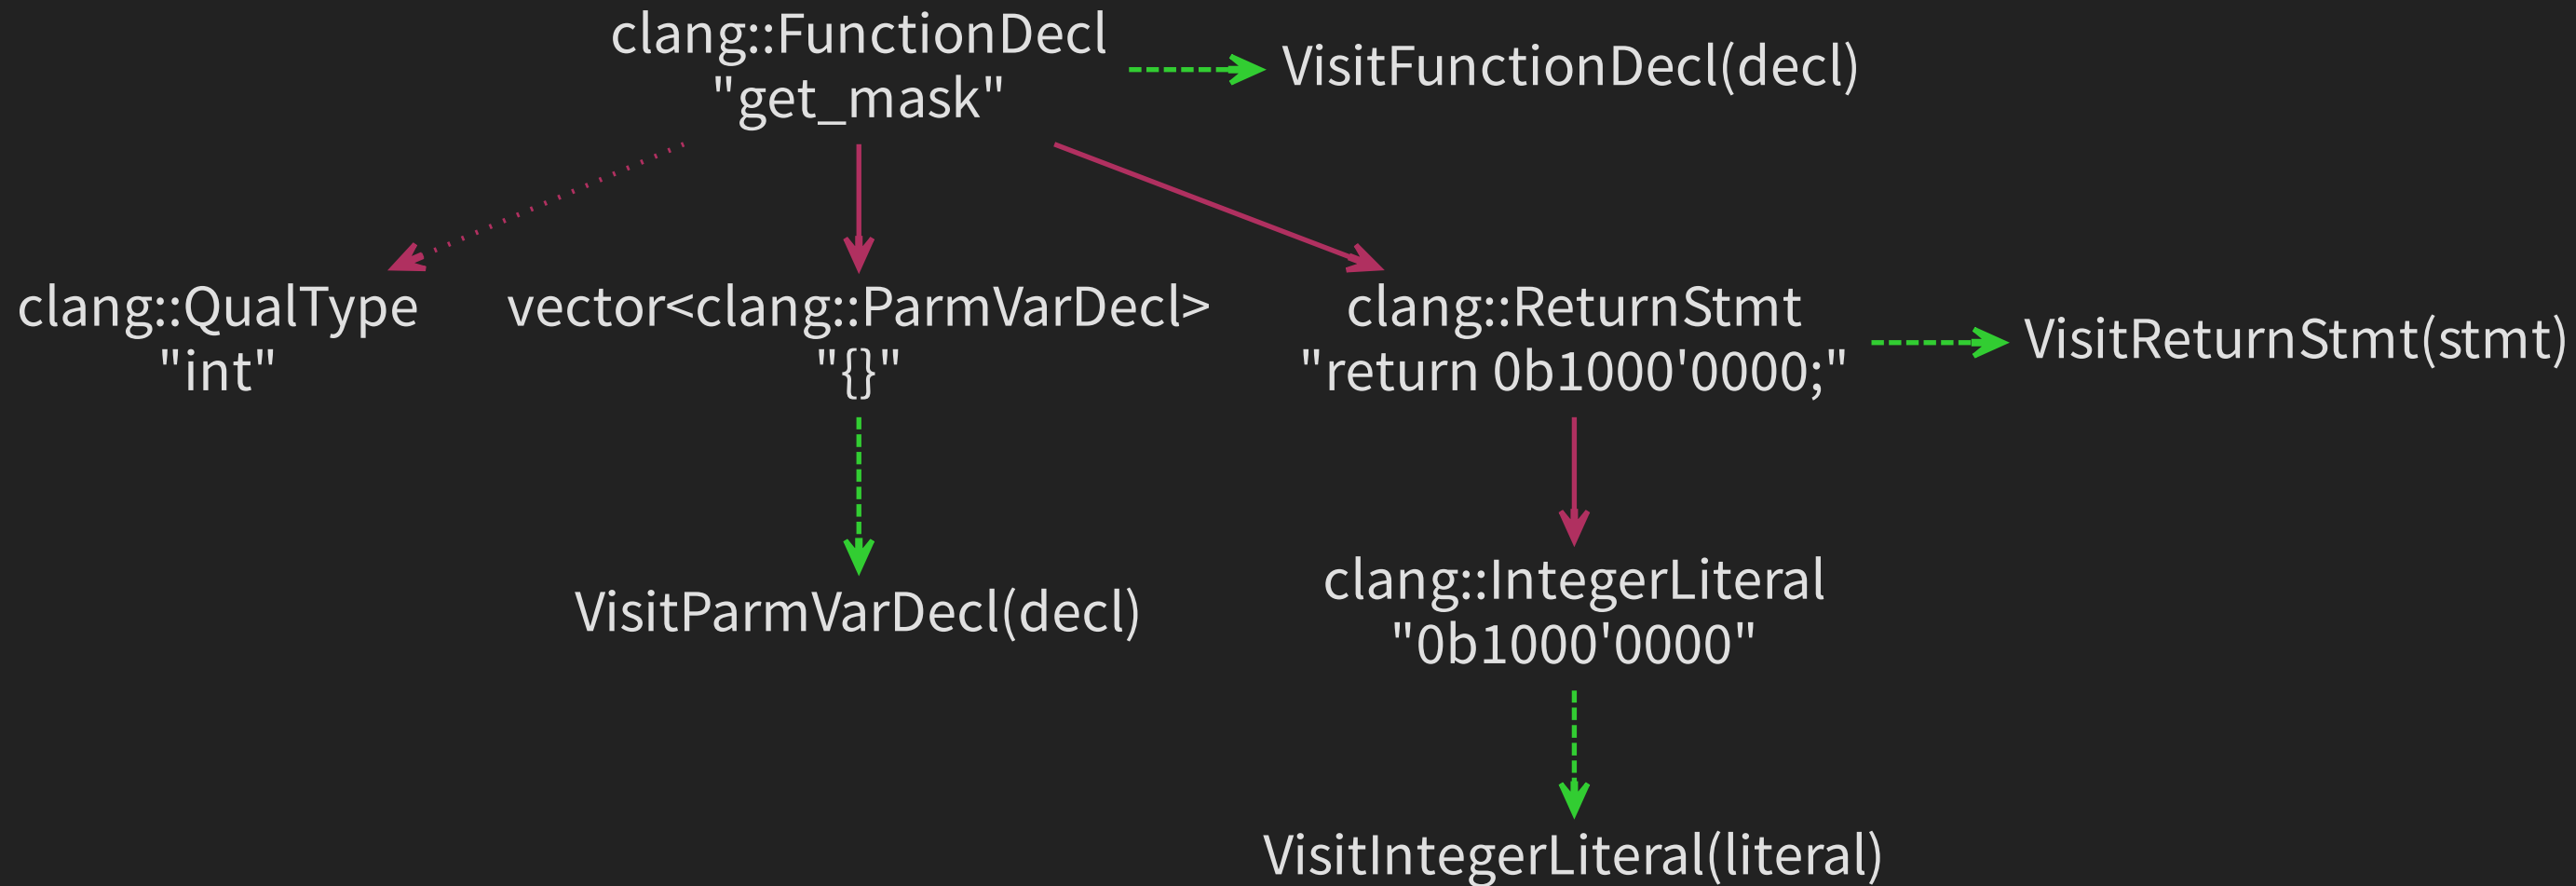 clang::FunctionDecl
"get_mask"
VisitFunctionDecl(decl)
clang::QualType
"int"
vector<clang::ParmVarDecl>
"{}"
clang::ReturnStmt
"return 0b1000'0000;"
VisitReturnStmt(stmt)
VisitParmVarDecl(decl)
clang::IntegerLiteral
"0b1000'0000"
VisitIntegerLiteral(literal)